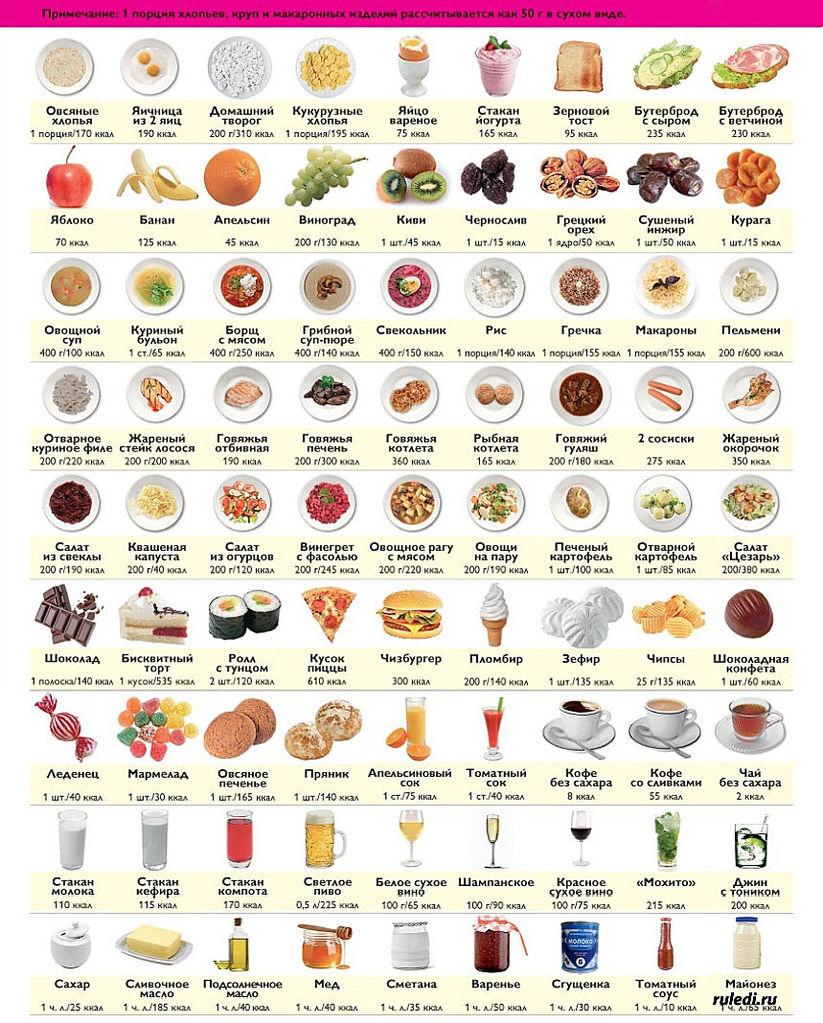 Примечание: 1 порция хлопьев, круп и макаронных изделий рассчитывается как 50 г в сухом виде.
Овсяные хлопья
1 порция/170 ккал
Яичница из 2 яиц
190 ккал
Домашний творог
200 г/310 ккал
Кукурузные хлопья
1 порция/195 ккал
Яйцо вареное
75 ккал
Стакан йогурта
165 ккал
Зерновой тост
95 ккал
Бутерброд с сыром
235 ккал
Бутерброд с ветчиной
230 ккал
Яблоко
70 ккал
Банан
125 ккал
Апельсин
45 ккал
Виноград
200 г/130 ккал
Киви
1 шт./45 ккал
Чернослив
1 шт./15 ккал
Грецкий орех
1 ядро/50 ккал
Сушеный инжир
1 шт./50 ккал
Курага
1 шт./15 ккал
Овощной суп
400 г/100 ккал
Куриный бульон
1 ст./65 ккал
Борщ с мясом
400 г/250 ккал
Грибной суп-пюре
400 г/140 ккал
Свекольник
400 г/150 ккал
Рис
1 порция/140 ккал
Гречка
1 порция/155 ккал
Макароны
1 порция/155 ккал
Пельмени
200 г/600 ккал
Отварное куриное филе
200 г/220 ккал
Жареный стейк лосося
200 г/200 ккал
Говяжья отбивная
190 ккал
Говяжья печень
200 г/300 ккал
Говяжья котлета
360 ккал
Рыбная котлета
165 ккал
Говяжий гуляш
200 г/180 ккал
2 сосиски
275 ккал
Жареный окорочок
350 ккал
Салат из свеклы
200 г/190 ккал
Квашеная капуста
200 г/40 ккал
Салат из огурцов
200 г/120 ккал
Винегрет с фасолью
200 г/245 ккал
Овощное рагу с мясом
200 г/220 ккал
Овощи на пару
200 г/190 ккал
Печеный картофель
1 шт./100 ккал
Отварной картофель
1 шт./85 ккал
Салат «Цезарь»
200/380 ккал
Шоколад
1 полоска/140 ккал
Бисквитный торт
1 кусок/535 ккал
Ролл с тунцом
2 шт./120 ккал
Кусок пиццы
610 ккал
Чизбургер
300 ккал
Пломбир
200 г/140 ккал
Зефир
1 шт./135 ккал
Чипсы
25 г/135 ккал
Шоколадная конфета
1 шт./60 ккал
Леденец
1 шт./40 ккал
Мармелад
1 шт./30 ккал
Овсяное печенье
1 шт./165 ккал
Пряник
1 шт./140 ккал
Апельсиновый сок
1 ст./75 ккал
Томатный сок
1 ст./40 ккал
Кофе без сахара
8 ккал
Кофе со сливками
55 ккал
Чай без сахара
2 ккал
Стакан молока
110 ккал
Стакан кефира
115 ккал
Стакан компота
170 ккал
Светлое пиво
0,5 л/225 ккал
Белое сухое вино
100 г/65 ккал
Шампанское
100 г/90 ккал
Красное сухое вино
100 г/75 ккал
«Мохито»
215 ккал
Джин с тоником
200 ккал
МОЛОКО
Сахар
1 ч. л./25 ккал
Сливочное масло
1 ч. л./185 ккал
Подсолнечное масло
1 ч. л./40 ккал
Мед
1 ч. л./40 ккал
Сметана
1 ч. л./35 ккал
Варенье
1 ч. л./50 ккал
Сгущенка
1 ч. л./30 ккал
Томатный соус
1 ч. л./10 ккал
Майонез
1 ч. л./65 ккал
ruledi.ru